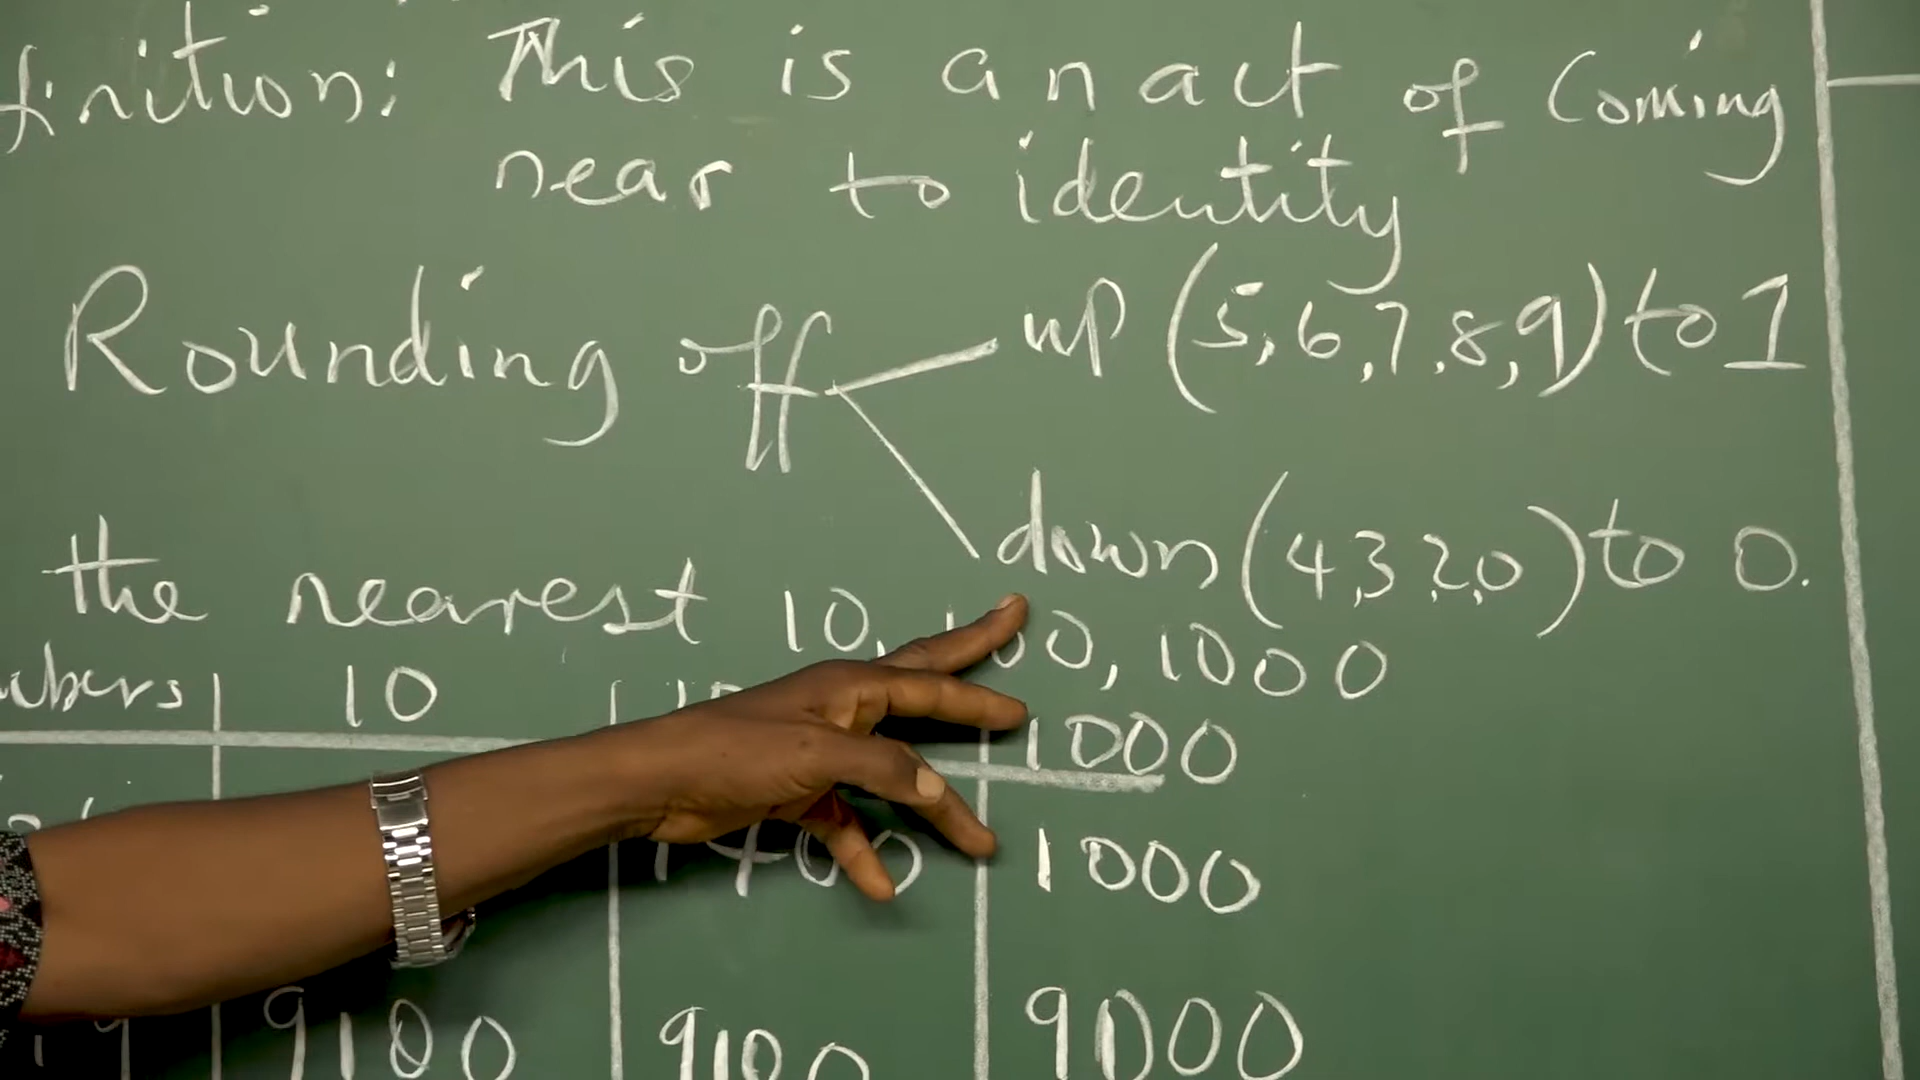 finition: This is an act of Coming
near to identity
Rounding off up (5,6,7,8,9) to 1
down (4,3,2,0) to 0.
the nearest 10, 100, 1000
mbers 10 1000
1400 1000
9100 9100 9000